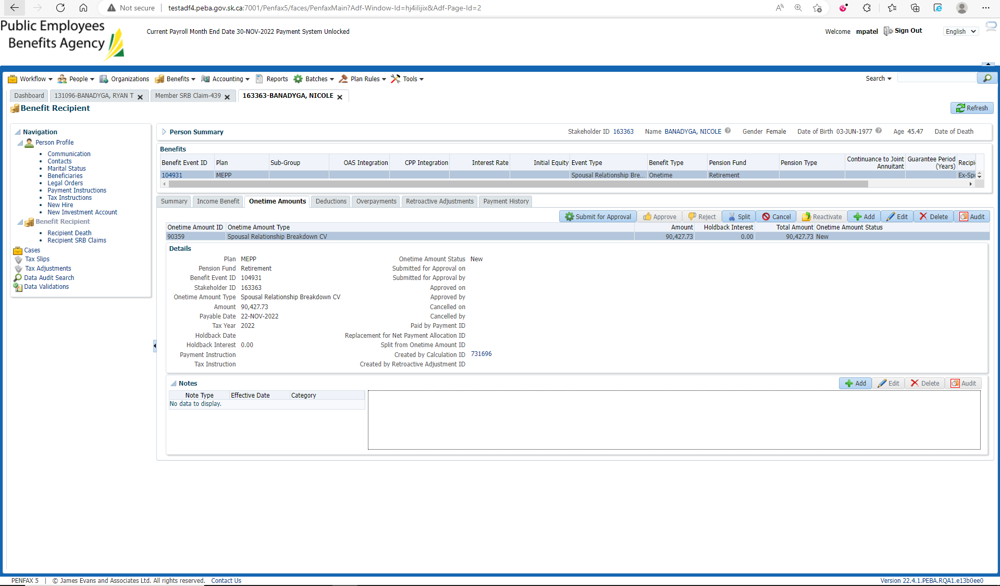 Not secure testadf4.peba.gov.sk.ca:7001/Penfax5/faces/PenfaxMain?Adf-Window-Id=hj4ilijix&Adf-Page-Id=2
Public Employees
Benefits Agency
Current Payroll Month End Date 30-NOV-2022 Payment System Unlocked
Welcome mpatel Sign Out English
Workflow People Organizations Benefits Accounting Reports Batches Plan Rules Tools Search
Dashboard 131096-BANADYGA, RYAN T Member SRB Claim-439 163363-BANADYGA, NICOLE
Benefit Recipient Refresh
Navigation
Person Profile
Communication
Contacts
Marital Status
Beneficiaries
Legal Orders
Payment Instructions
Tax Instructions
New Hire
New Investment Account
Benefit Recipient
Recipient Death
Recipient SRB Claims
Cases
Tax Slips
Tax Adjustments
Data Audit Search
Data Validations
Person Summary Stakeholder ID 163363 Name BANADYGA, NICOLE Gender Female Date of Birth 03-JUN-1977 Age 45.47 Date of Death
Benefits
Benefit Event ID Plan Sub-Group OAS Integration CPP Integration Interest Rate Initial Equity Event Type Benefit Type Pension Fund Pension Type Continuance to Joint Annuitant Guarantee Period (Years) Recipi
104931 MEPP Spousal Relationship Bre... Onetime Retirement Ex-Spo
Summary Income Benefit Onetime Amounts Deductions Overpayments Retroactive Adjustments Payment History
Submit for Approval Approve Reject Split Cancel Reactivate Add Edit Delete Audit
Onetime Amount ID Onetime Amount Type Amount Holdback Interest Total Amount Onetime Amount Status
90359 Spousal Relationship Breakdown CV 90,427.73 0.00 90,427.73 New
Details
Plan MEPP Onetime Amount Status New
Pension Fund Retirement Submitted for Approval on
Benefit Event ID 104931 Submitted for Approval by
Stakeholder ID 163363 Approved on
Onetime Amount Type Spousal Relationship Breakdown CV Approved by
Amount 90,427.73 Cancelled on
Payable Date 22-NOV-2022 Cancelled by
Tax Year 2022 Paid by Payment ID
Holdback Date Replacement for Net Payment Allocation ID
Holdback Interest 0.00 Split from Onetime Amount ID
Payment Instruction Created by Calculation ID 731696
Tax Instruction Created by Retroactive Adjustment ID
Notes Add Edit Delete Audit
Note Type Effective Date Category
No data to display.
PENFAX 5 | © James Evans and Associates Ltd. All rights reserved. Contact Us Version 22.4.1.PEBA.RQA1.e13b0ee0